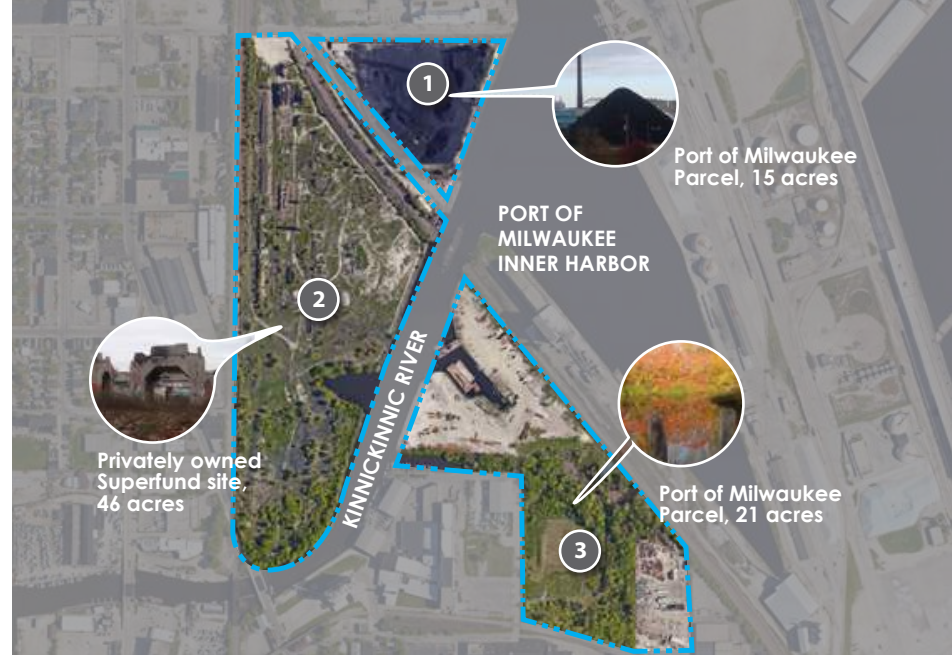 1
Port of Milwaukee
Parcel, 15 acres
PORT OF
MILWAUKEE
INNER HARBOR
2
KINNICKINNIC RIVER
Privately owned
Superfund site,
46 acres
Port of Milwaukee
Parcel, 21 acres
3